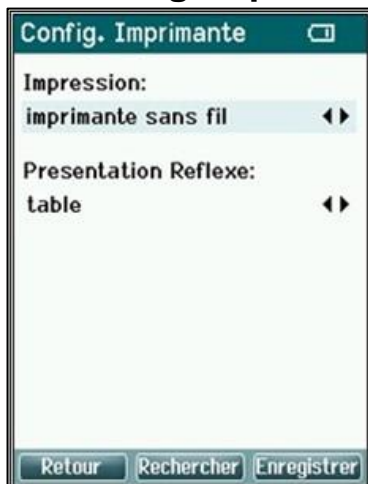 Config. Imprimante
Impression:
imprimante sans fil
Presentation Reflexe:
table
Retour Rechercher Enregistrer